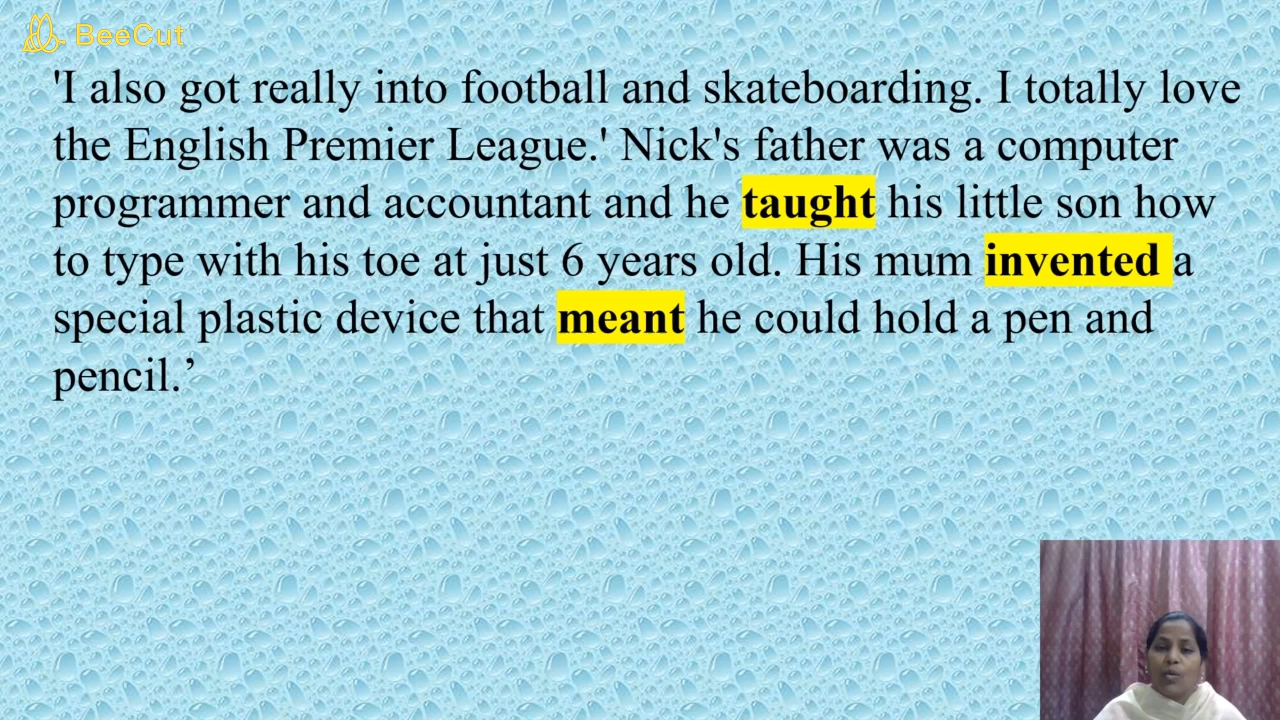 BeeCut
'I also got really into football and skateboarding. I totally love
the English Premier League.' Nick's father was a computer
programmer and accountant and he taught his little son how
to type with his toe at just 6 years old. His mum invented a
special plastic device that meant he could hold a pen and
pencil.’